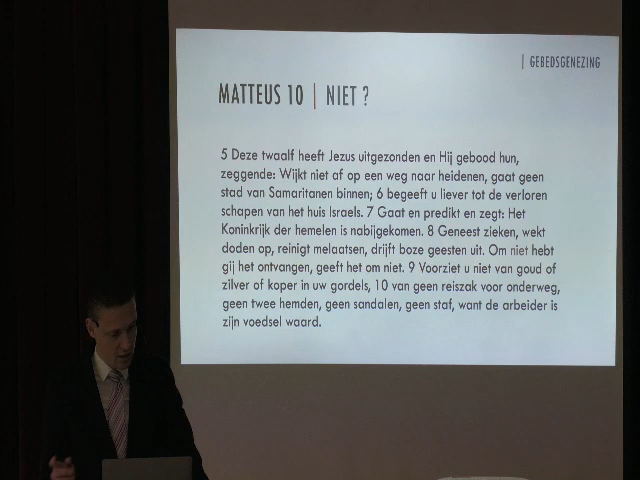 | GEBEDSGENEZING
MATTEUS 10 | NIET ?
5 Deze twaalf heeft Jezus uitgezonden en Hij gebood hun,
zeggende: Wijkt niet af op een weg naar heidenen, gaat geen
stad van Samaritanen binnen; 6 begeeft u liever tot de verloren
schapen van het huis Israels. 7 Gaat en predikt en zegt: Het
Koninkrijk der hemelen is nabijgekomen. 8 Geneest zieken, wekt
doden op, reinigt melaatsen, drijft boze geesten uit. Om niet hebt
gij het ontvangen, geeft het om niet. 9 Voorziet u niet van goud of
zilver of koper in uw gordels, 10 van geen reiszak voor onderweg,
geen twee hemden, geen sandalen, geen staf, want de arbeider is
zijn voedsel waard.